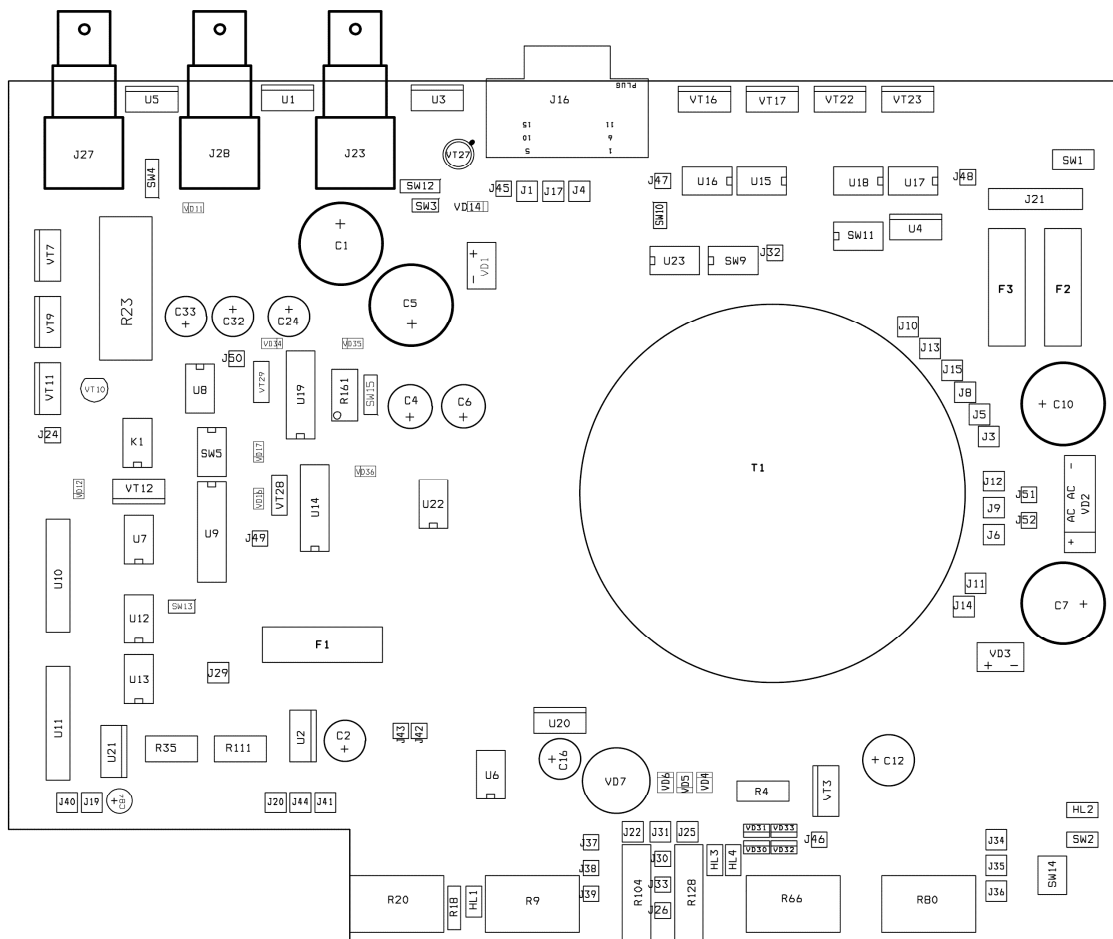 U5
U1
U3
PLUG
J16
15
11
10
6
5
1
VT16
VT17
VT22
VT23
J27
J28
J23
VT27
SW4
SW12
SW3
VD11
VD14
J45
J1
J17
J4
J47
U16
U15
U18
U17
J48
SW1
J21
SW10
SW11
U4
+
C1
VT7
R23
+
-
VD1
U23
SW9
J32
F3
F2
C5
+
VT9
C33
+
+
C32
+
C24
J10
VD34
VD35
J13
J50
VT11
VT10
U8
VT29
U19
R161
SW15
C4
+
C6
+
J15
J8
J5
J3
+
C10
J24
K1
SW5
VD17
T1
VD36
AC AC
-
+
VD2
VD12
VT12
VD16
VT28
U14
U22
J12
J51
J9
J52
J6
U7
U9
J49
U10
J11
J14
C7
+
U12
SW13
F1
VD3
+
-
U13
J29
U11
U21
R35
R111
U2
C2
+
J43
J42
U20
+
C16
U6
VD7
VD6
VD5
VD4
R4
VT3
+
C12
J40
J19
+
C84
J20
J44
J41
HL2
J37
J22
J31
J25
VD31
VD33
VD30
VD32
J46
J34
SW2
J38
J30
HL3
HL4
J35
SW14
J39
J33
J36
R20
R18
HL1
R9
R104
J26
R128
R66
R80